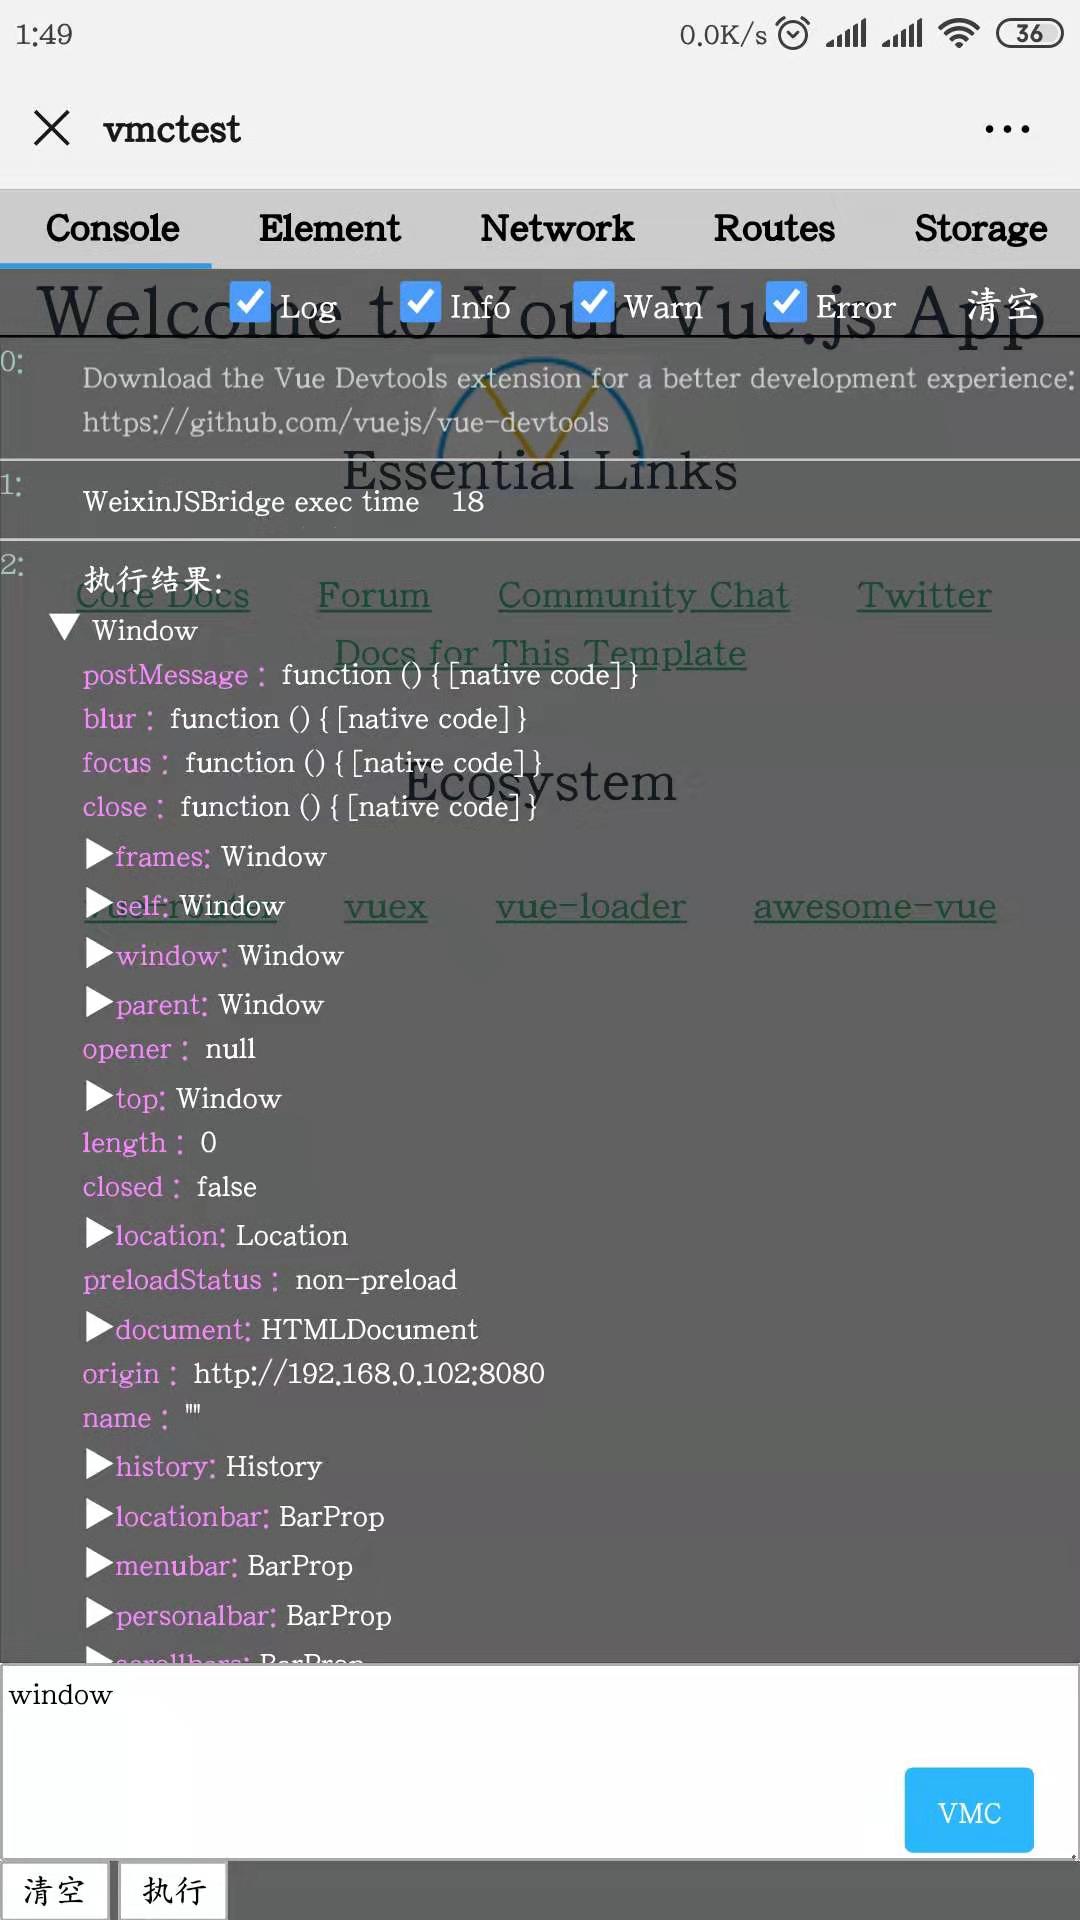 1:49 0.0K/s 36
vmctest
Console Element Network Routes Storage
Welcome to Your Vue.js App
Log Info Warn Error 清空
0:
Download the Vue Devtools extension for a better development experience:
https://github.com/vuejs/vue-devtools
Essential Links
1:
WeixinJSBridge exec time 18
2:
执行结果:
Core Docs Forum Community Chat Twitter
Window
Docs for This Template
postMessage : function () { [native code] }
blur : function () { [native code] }
focus : function () { [native code] }
Ecosystem
close : function () { [native code] }
frames: Window
self: Window
vue-router vuex vue-loader awesome-vue
window: Window
parent: Window
opener : null
top: Window
length : 0
closed : false
location: Location
preloadStatus : non-preload
document: HTMLDocument
origin : http://192.168.0.102:8080
name : ""
history: History
locationbar: BarProp
menubar: BarProp
personalbar: BarProp
scrollbars: BarProp
window
VMC
清空 执行